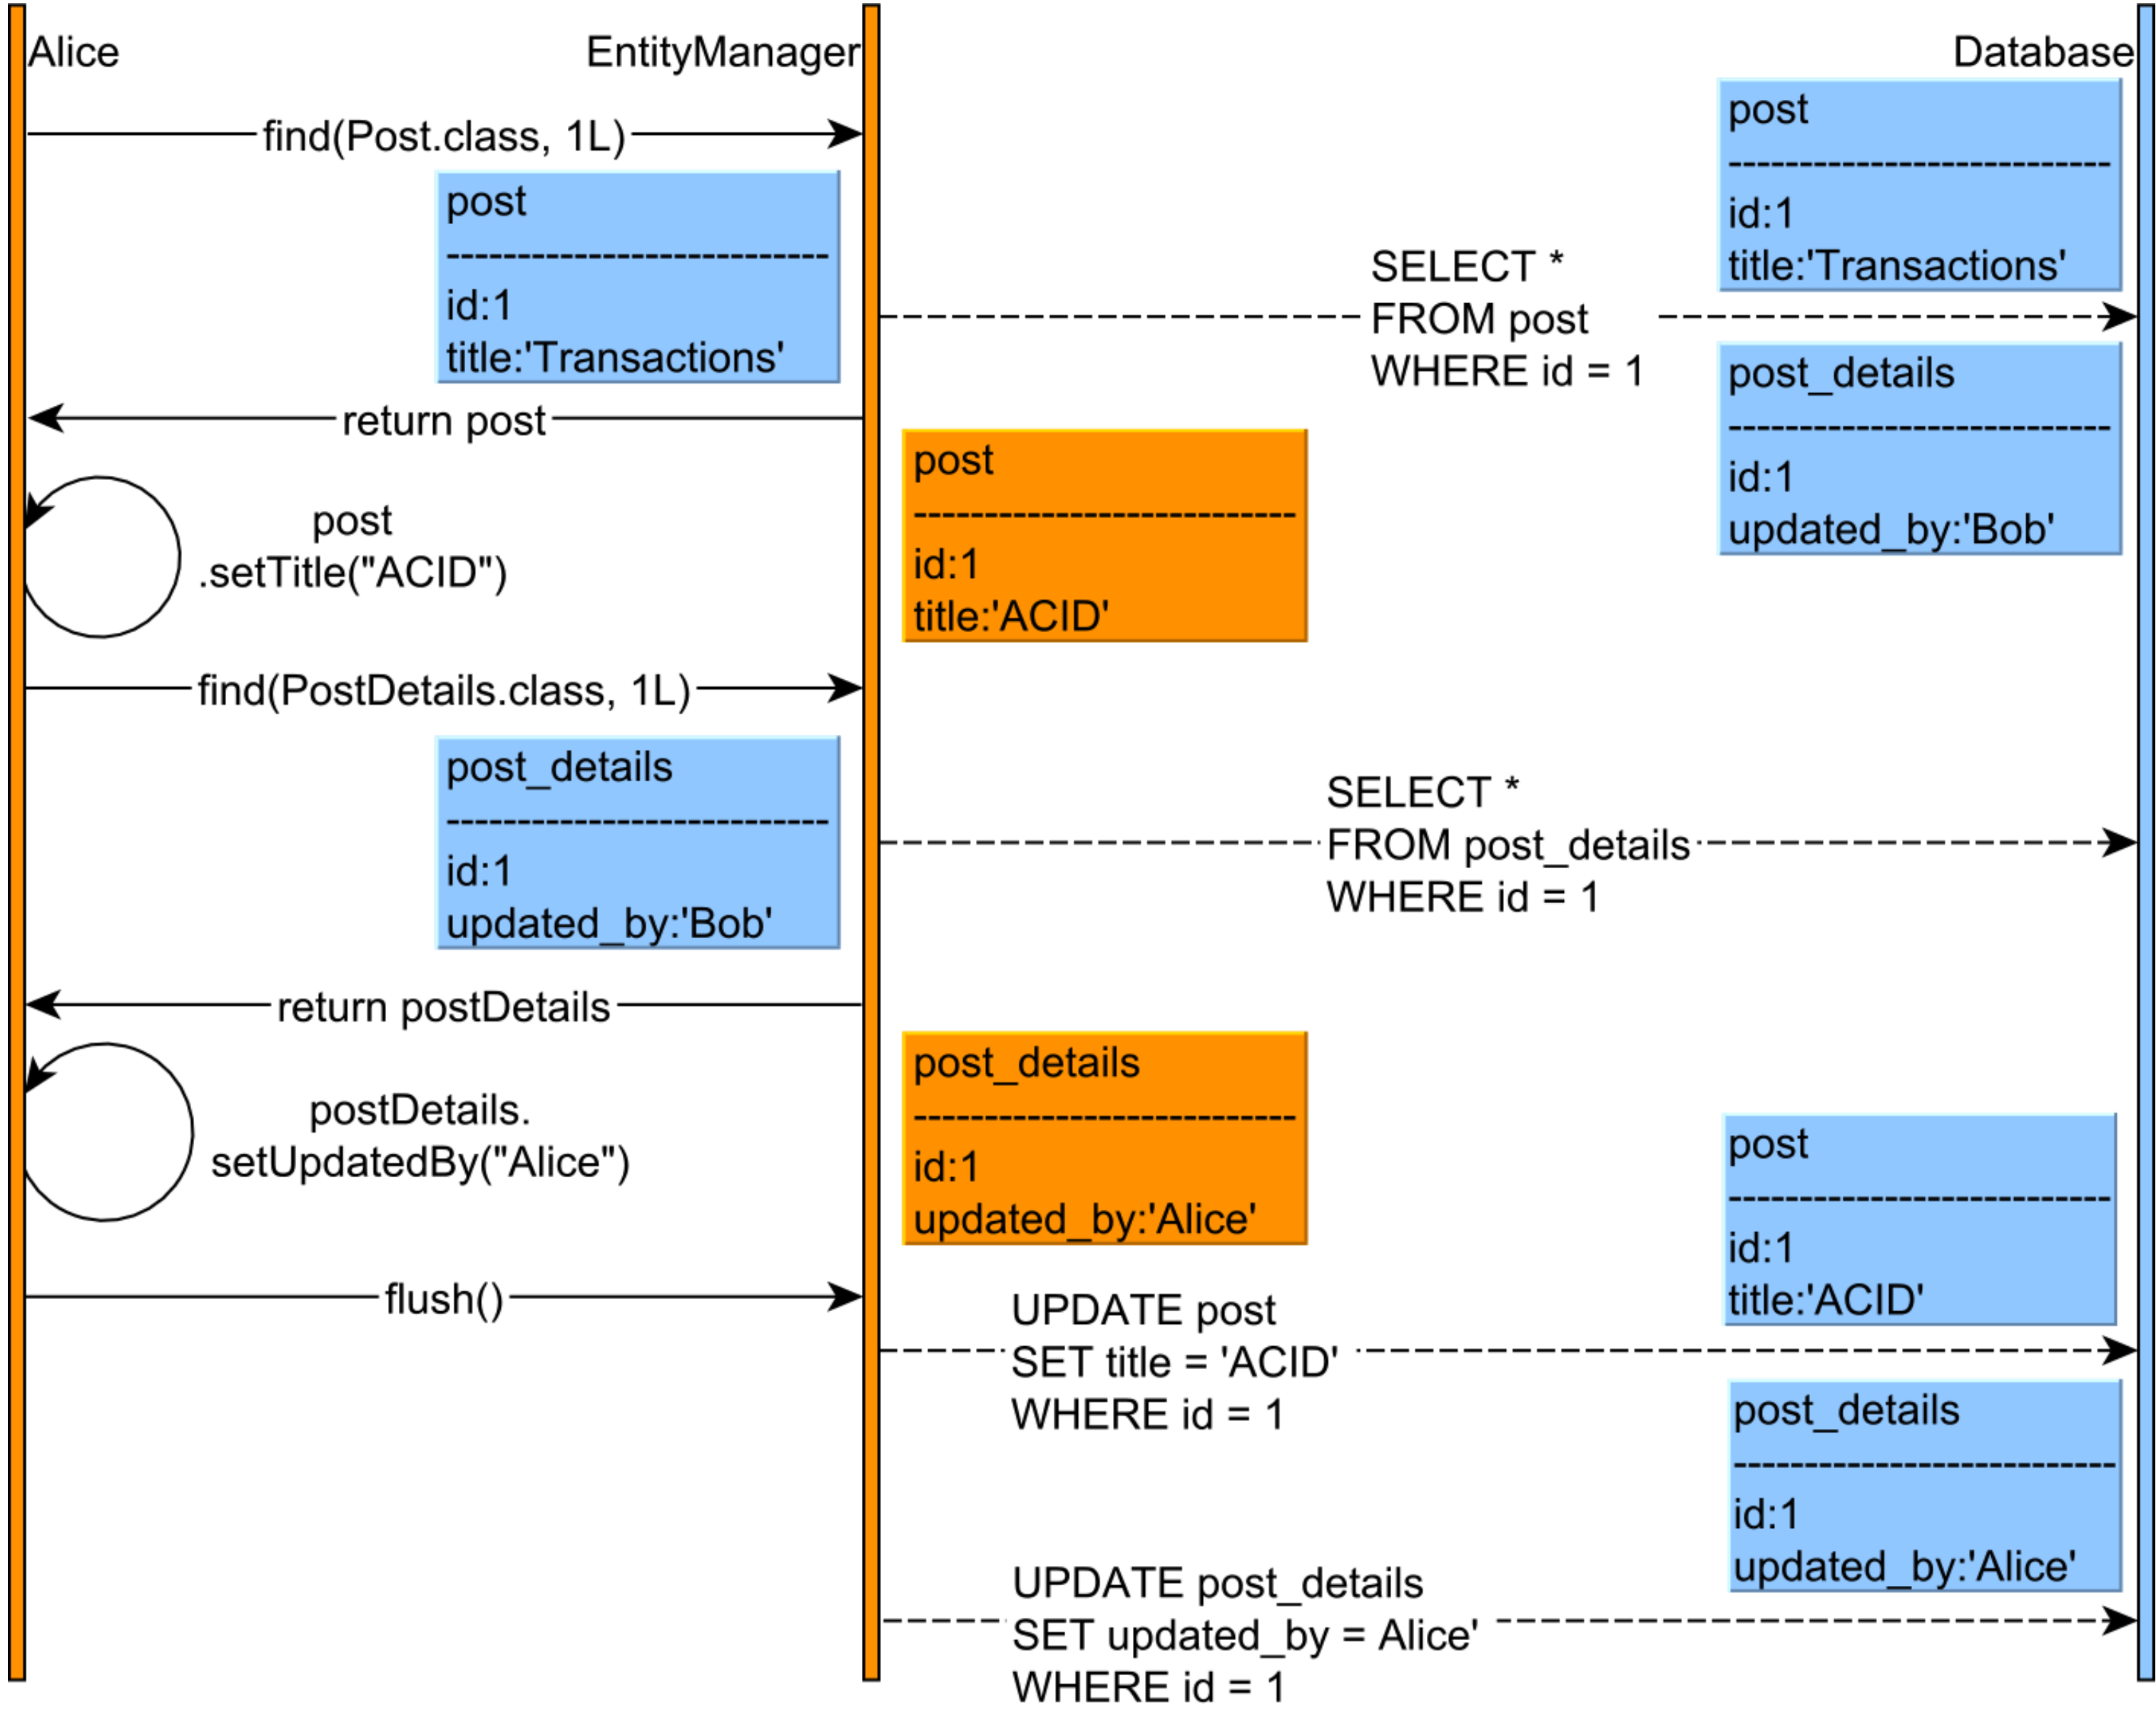 Alice
EntityManager
Database
find(Post.class, 1L)
post
---------------------------
id:1
title:'Transactions'
post
---------------------------
id:1
title:'Transactions'
SELECT *
FROM post
WHERE id = 1
post_details
---------------------------
id:1
updated_by:'Bob'
return post
post
.setTitle("ACID")
post
---------------------------
id:1
title:'ACID'
find(PostDetails.class, 1L)
post_details
---------------------------
id:1
updated_by:'Bob'
SELECT *
FROM post_details
WHERE id = 1
return postDetails
postDetails.
setUpdatedBy("Alice")
post_details
---------------------------
id:1
updated_by:'Alice'
post
---------------------------
id:1
title:'ACID'
flush()
UPDATE post
SET title = 'ACID'
WHERE id = 1
post_details
---------------------------
id:1
updated_by:'Alice'
UPDATE post_details
SET updated_by = Alice'
WHERE id = 1